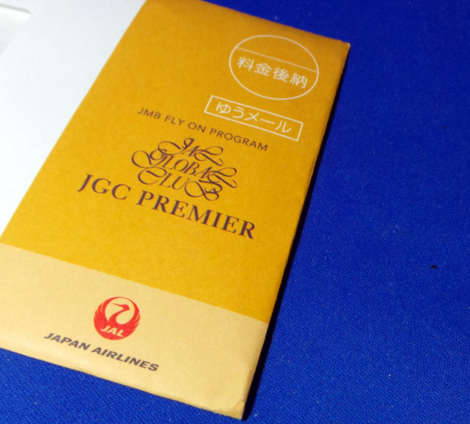 料金後納
ゆうメール
JMB FLY ON PROGRAM
JAL
GLOBAL
CLUB
JGC PREMIER
JAL
JAPAN AIRLINES